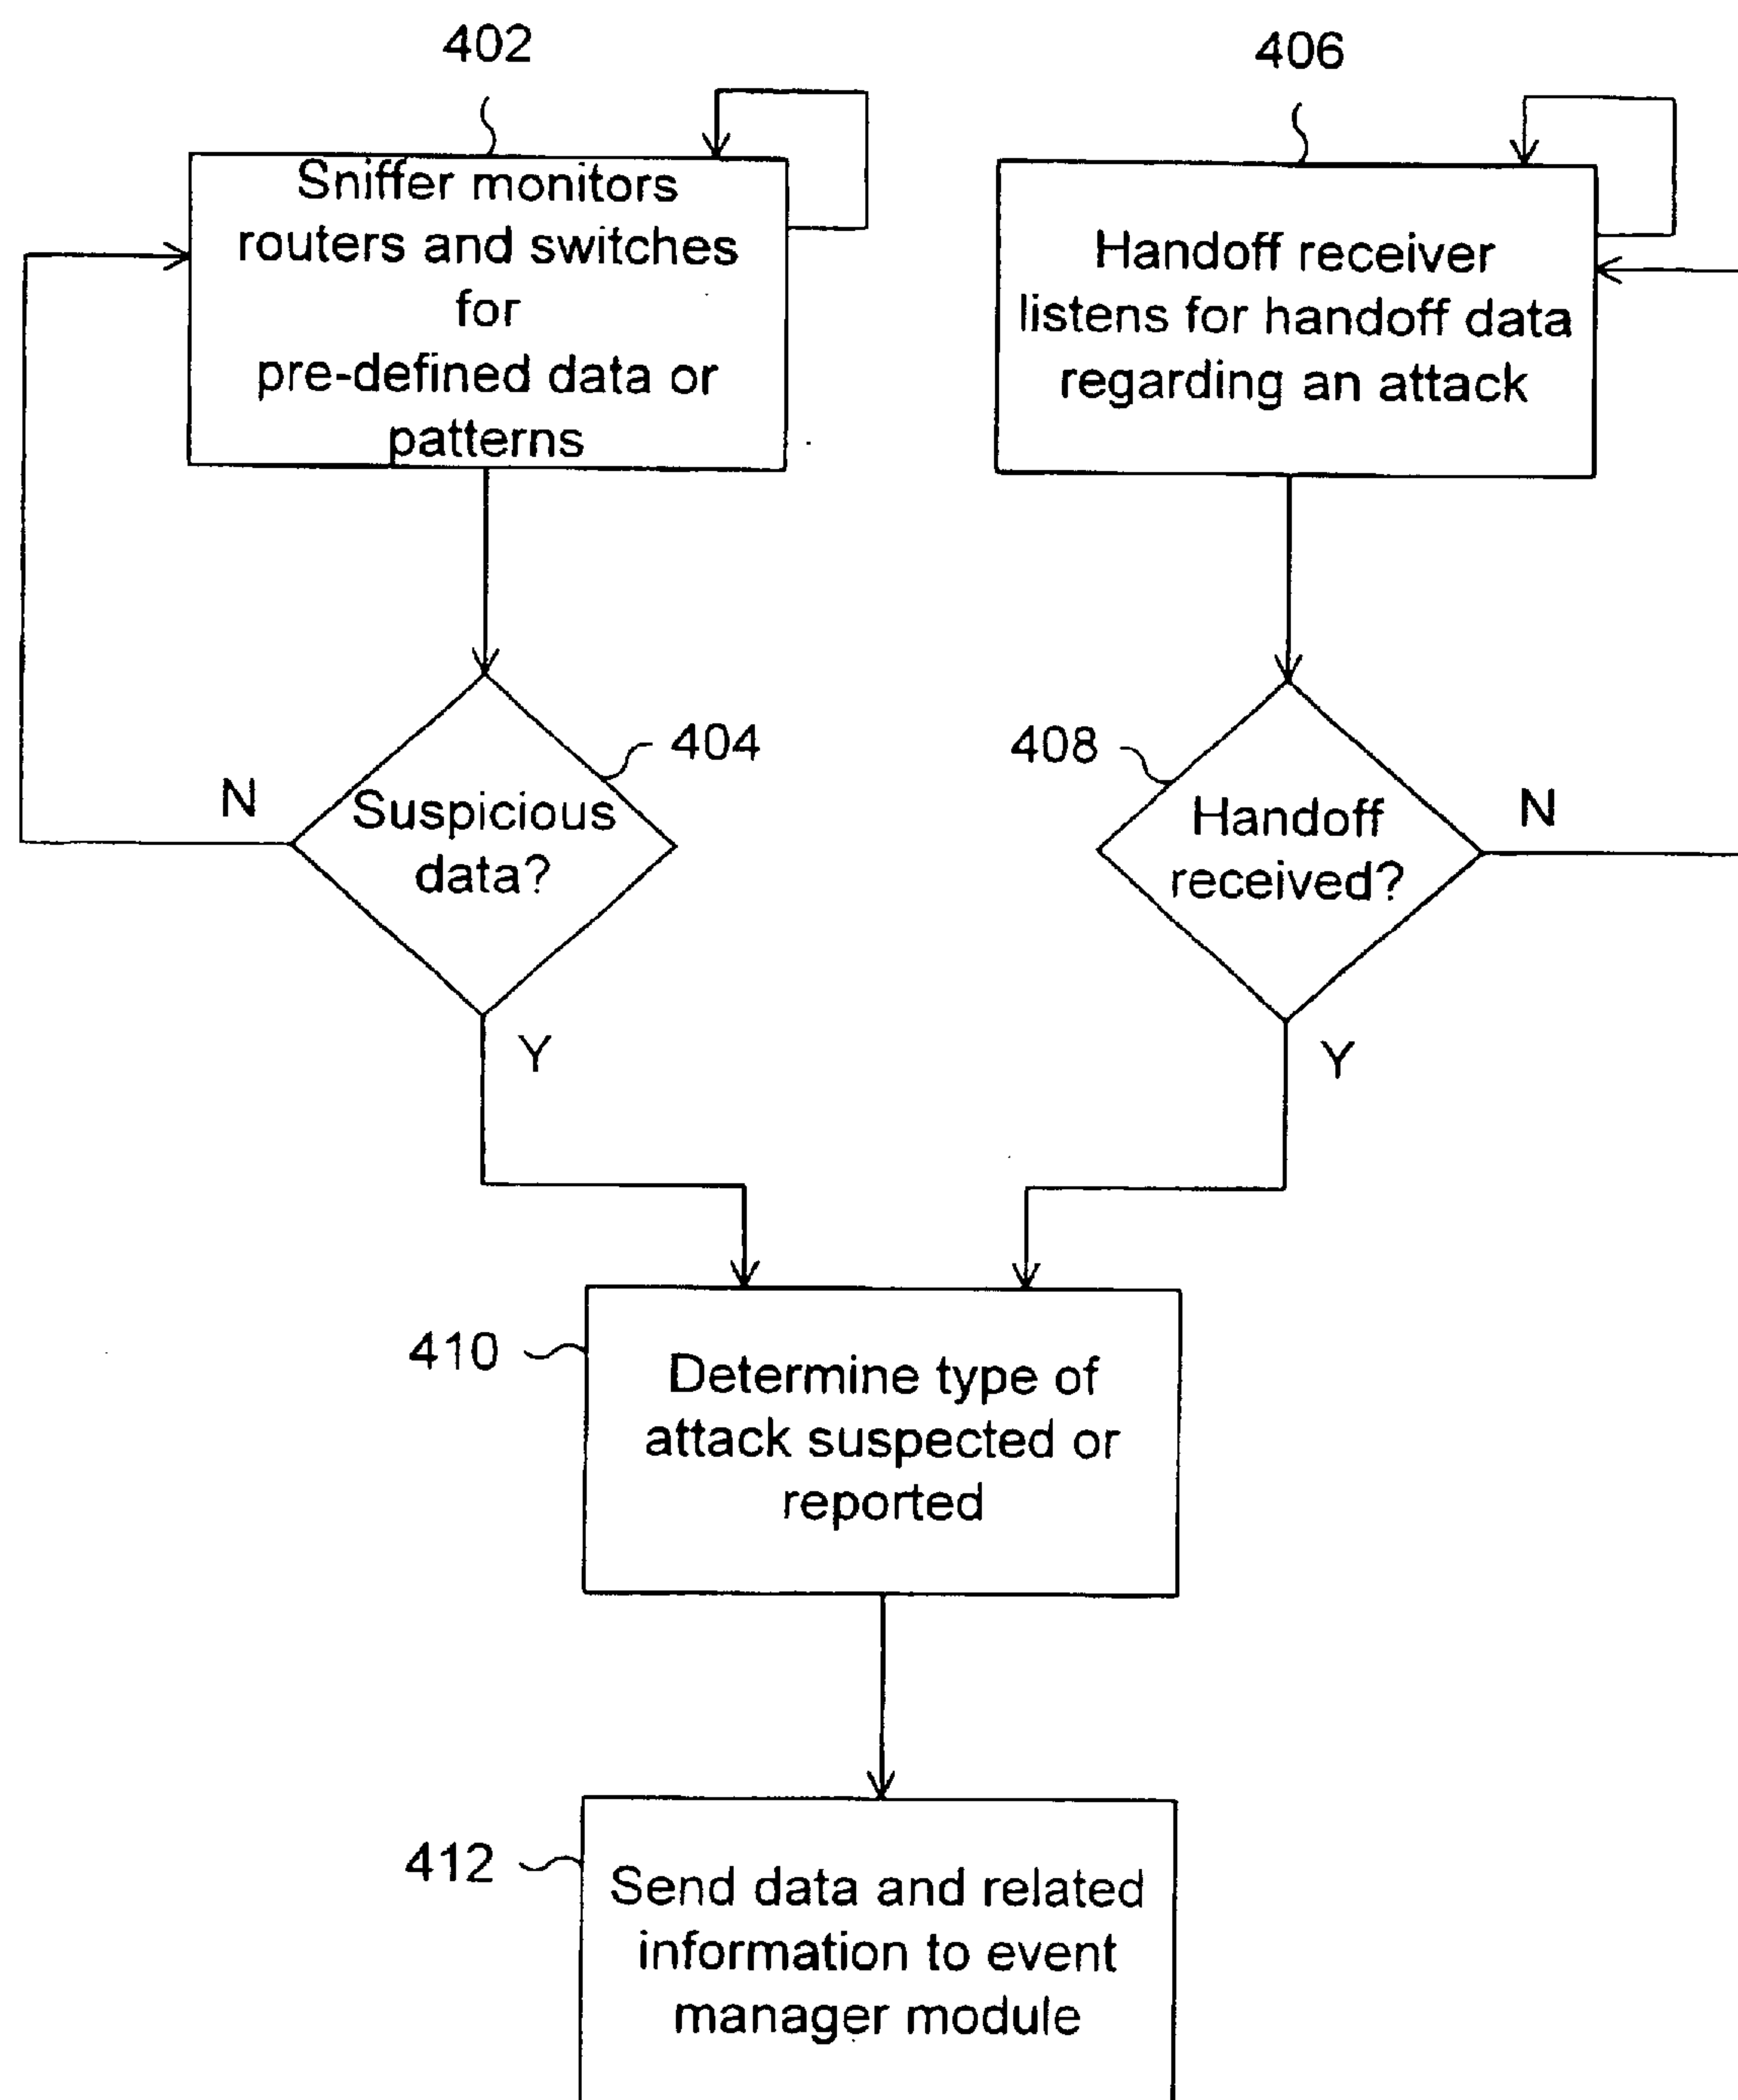 402
Sniffer monitors
routers and switches
for
pre-defined data or
patterns
406
Handoff receiver
listens for handoff data
regarding an attack
404
Suspicious
data?
N
Y
408
Handoff
received?
N
Y
410
Determine type of
attack suspected or
reported
412
Send data and related
information to event
manager module